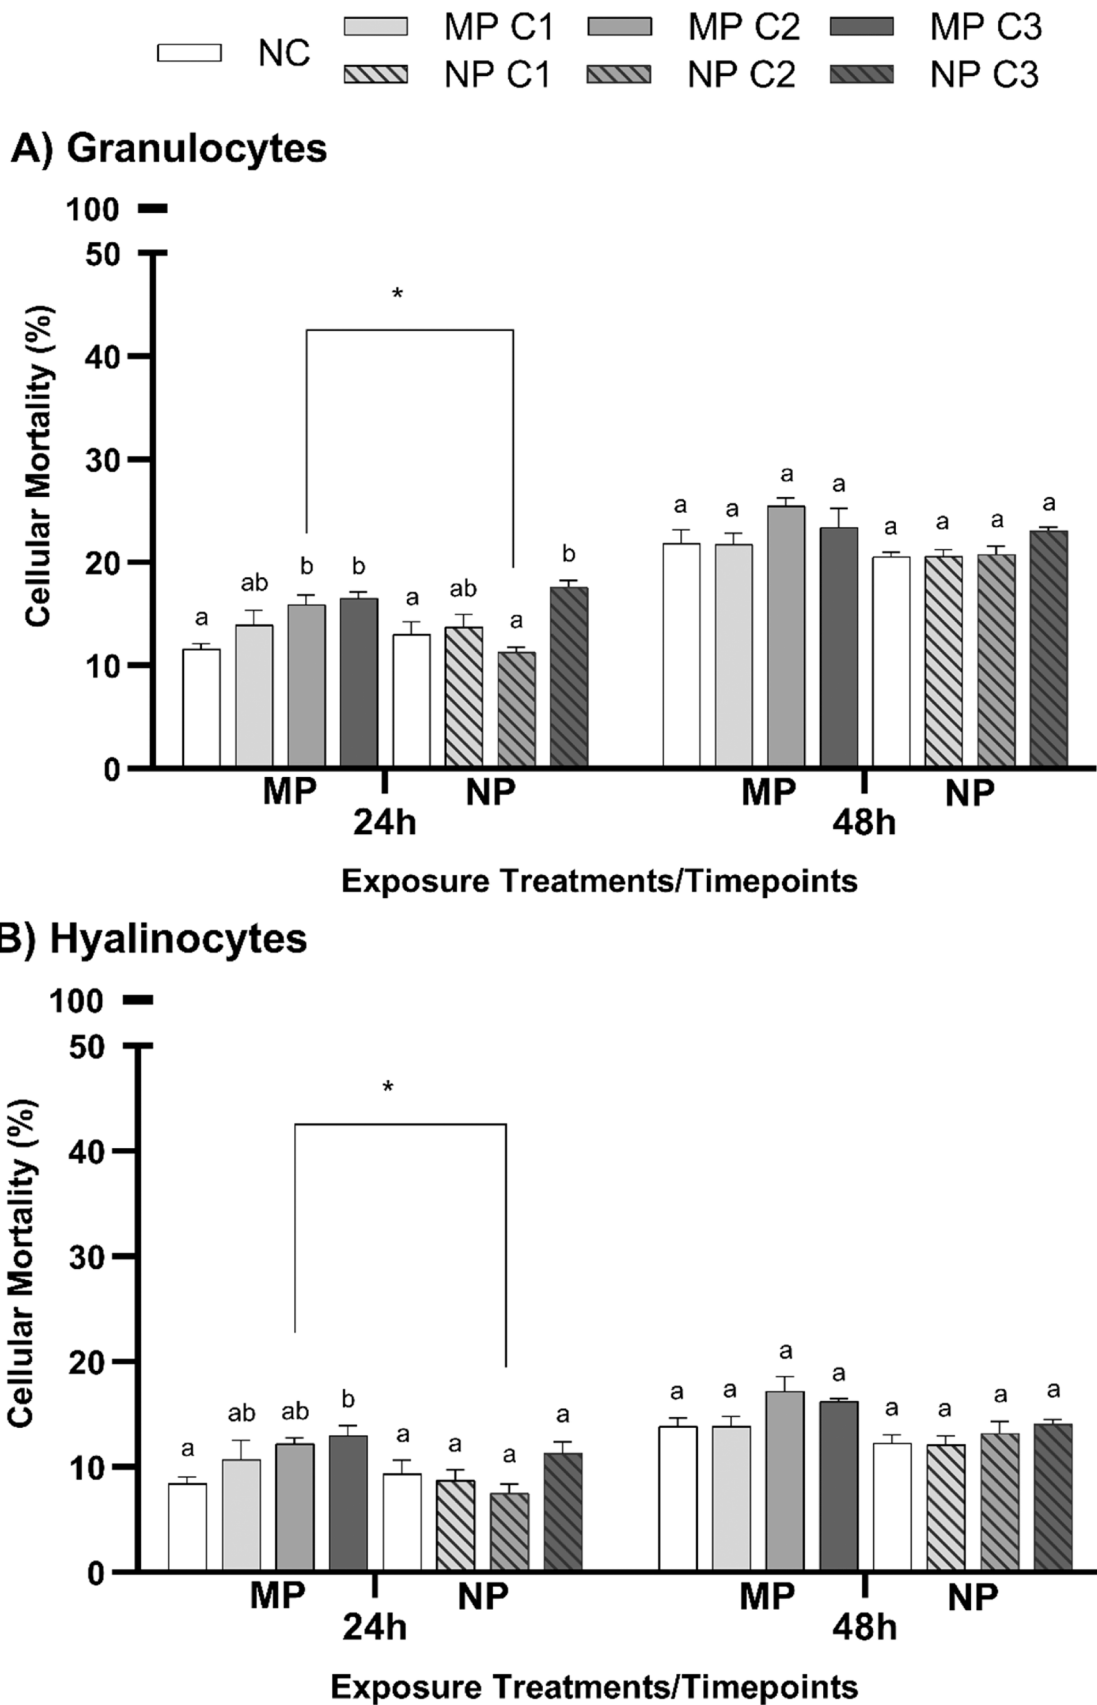 NC
MP C1 MP C2 MP C3
NP C1 NP C2 NP C3
A) Granulocytes
100
50
40
30
20
10
0
Cellular Mortality (%)
*
a ab b b a ab a b
a a a a a a a a
MP NP MP NP
24h 48h
Exposure Treatments/Timepoints
B) Hyalinocytes
100
50
40
30
20
10
0
Cellular Mortality (%)
*
a ab ab b a a a a
a a a a a a a a
MP NP MP NP
24h 48h
Exposure Treatments/Timepoints